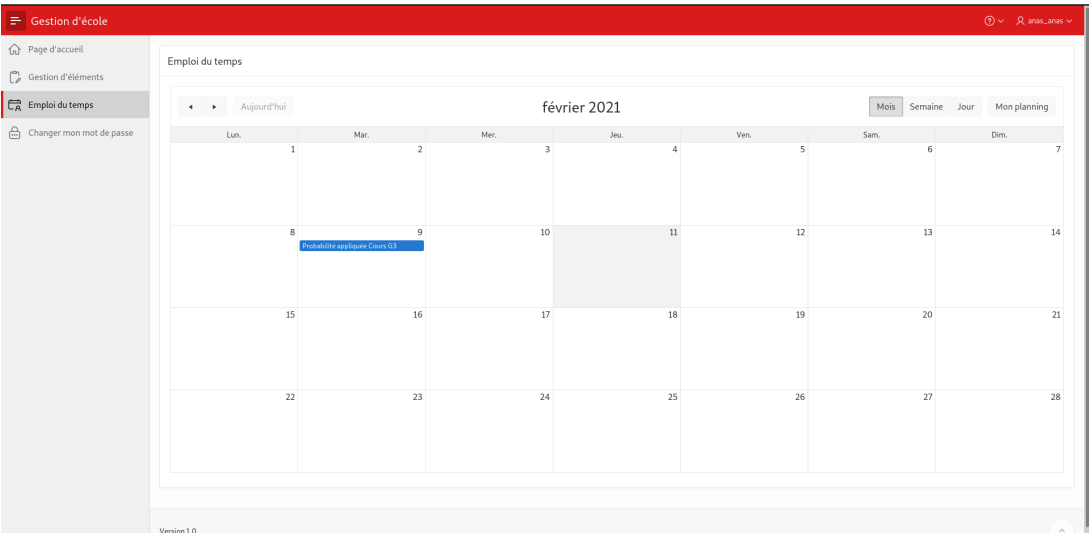 Gestion d'école
anas_anas
Page d'accueil
Gestion d'éléments
Emploi du temps
Changer mon mot de passe
Emploi du temps
Aujourd'hui
février 2021
Mois Semaine Jour Mon planning
Lun. Mar. Mer. Jeu. Ven. Sam. Dim.
1 2 3 4 5 6 7
8 9 10 11 12 13 14
Probabilité appliquée Cours G3
15 16 17 18 19 20 21
22 23 24 25 26 27 28
Version 1.0